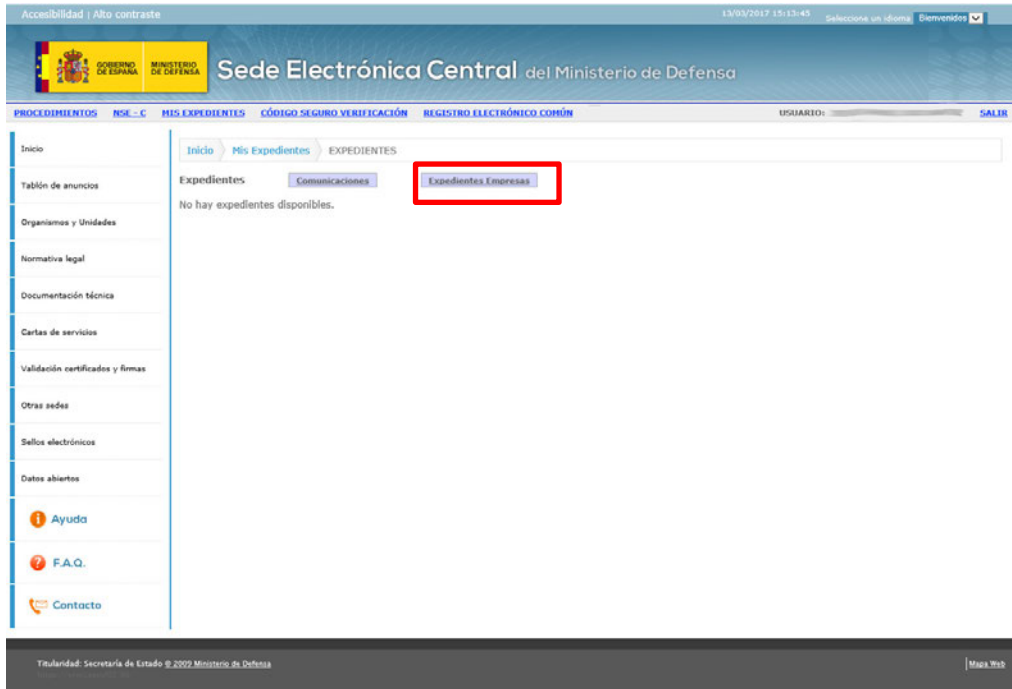 Accesibilidad | Alto contraste
13/03/2017 15:13:45 Seleccione un idioma Bienvenidos
GOBIERNO DE ESPAÑA
MINISTERIO DE DEFENSA
Sede Electrónica Central del Ministerio de Defensa
PROCEDIMIENTOS NSE - C MIS EXPEDIENTES CÓDIGO SEGURO VERIFICACIÓN REGISTRO ELECTRÓNICO COMÚN USUARIO: SALIR
Inicio
Tablón de anuncios
Organismos y Unidades
Normativa legal
Documentación técnica
Cartas de servicios
Validación certificados y firmas
Otras sedes
Sellos electrónicos
Datos abiertos
Ayuda
F.A.Q.
Contacto
Inicio Mis Expedientes EXPEDIENTES
Expedientes Comunicaciones Expedientes Empresas
No hay expedientes disponibles.
Titularidad: Secretaría de Estado © 2009 Ministerio de Defensa
Mapa Web